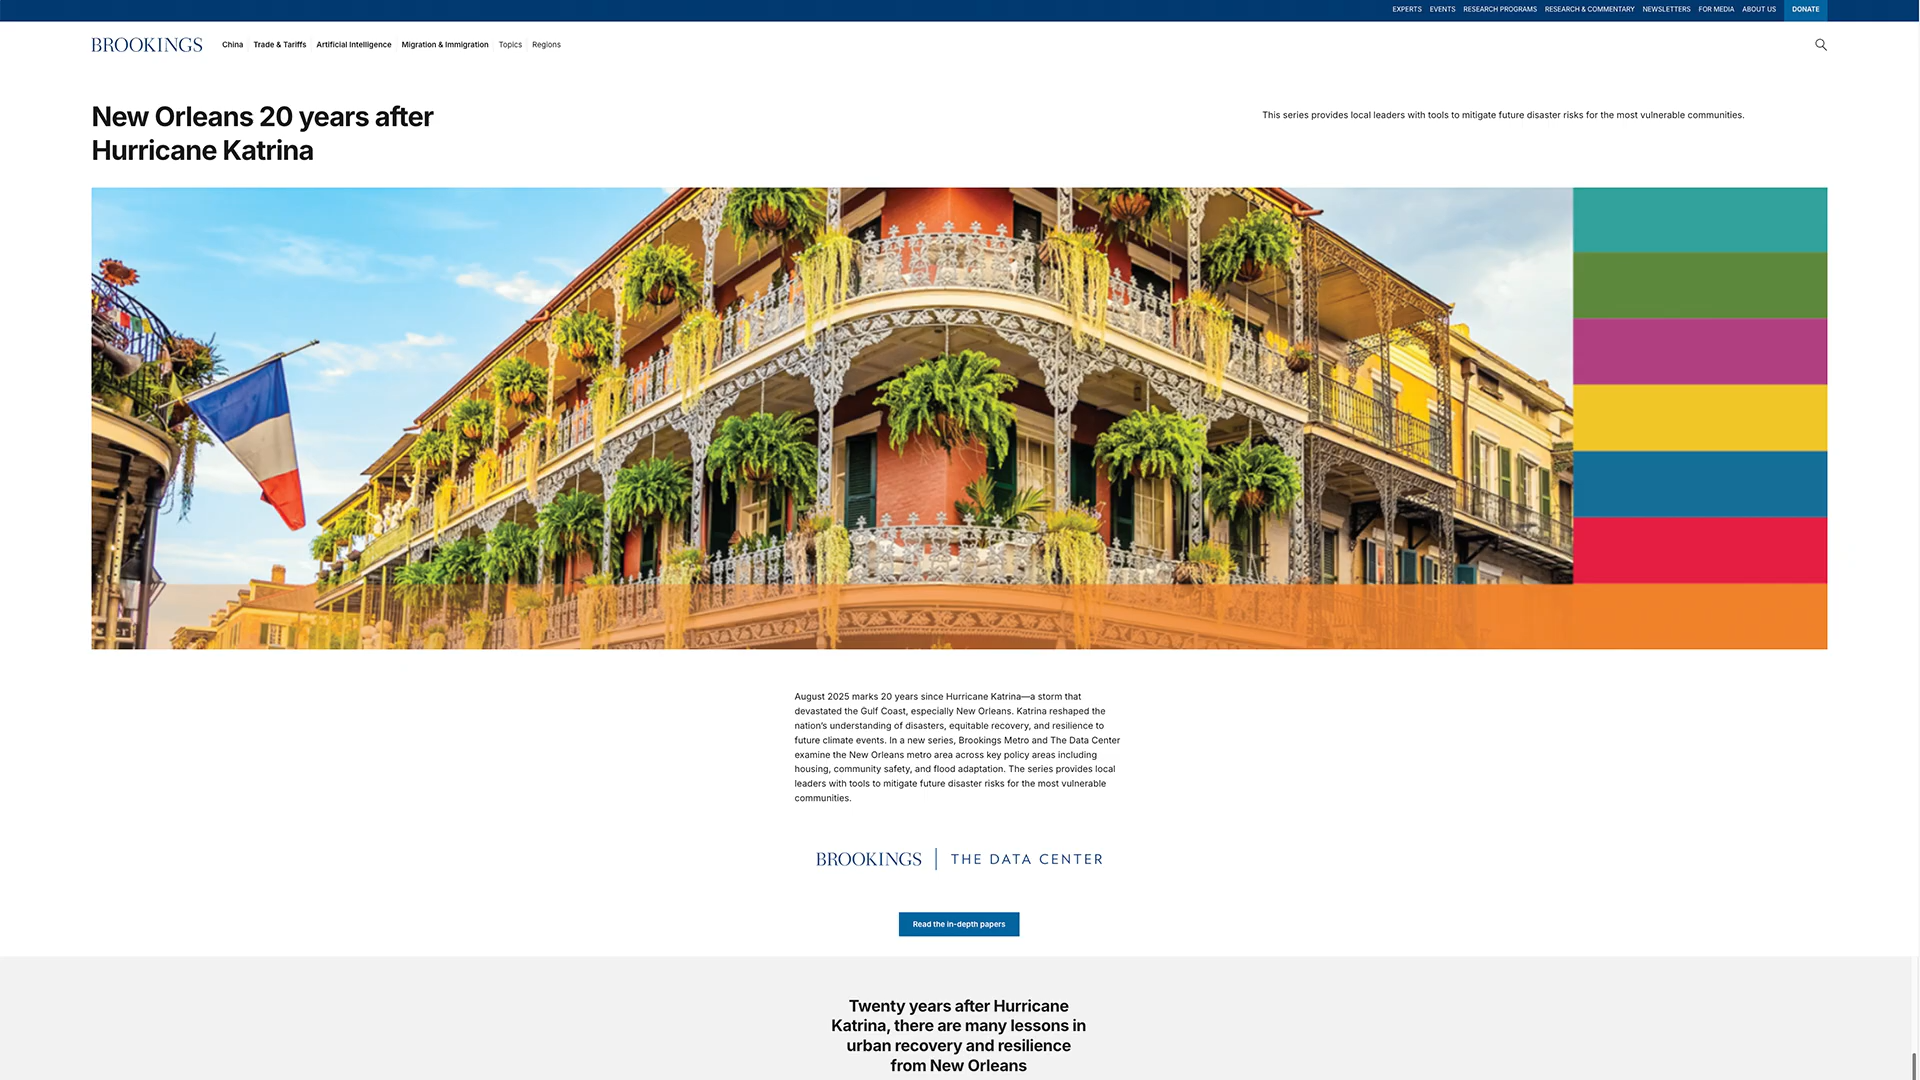 EXPERTS EVENTS RESEARCH PROGRAMS RESEARCH & COMMENTARY NEWSLETTERS FOR MEDIA ABOUT US DONATE
BROOKINGS China Trade & Tariffs Artificial Intelligence Migration & Immigration Topics Regions
New Orleans 20 years after
Hurricane Katrina
This series provides local leaders with tools to mitigate future disaster risks for the most vulnerable communities.
August 2025 marks 20 years since Hurricane Katrina—a storm that
devastated the Gulf Coast, especially New Orleans. Katrina reshaped the
nation's understanding of disasters, equitable recovery, and resilience to
future climate events. In a new series, Brookings Metro and The Data Center
examine the New Orleans metro area across key policy areas including
housing, community safety, and flood adaptation. The series provides local
leaders with tools to mitigate future disaster risks for the most vulnerable
communities.
BROOKINGS | THE DATA CENTER
Read the in-depth papers
Twenty years after Hurricane
Katrina, there are many lessons in
urban recovery and resilience
from New Orleans